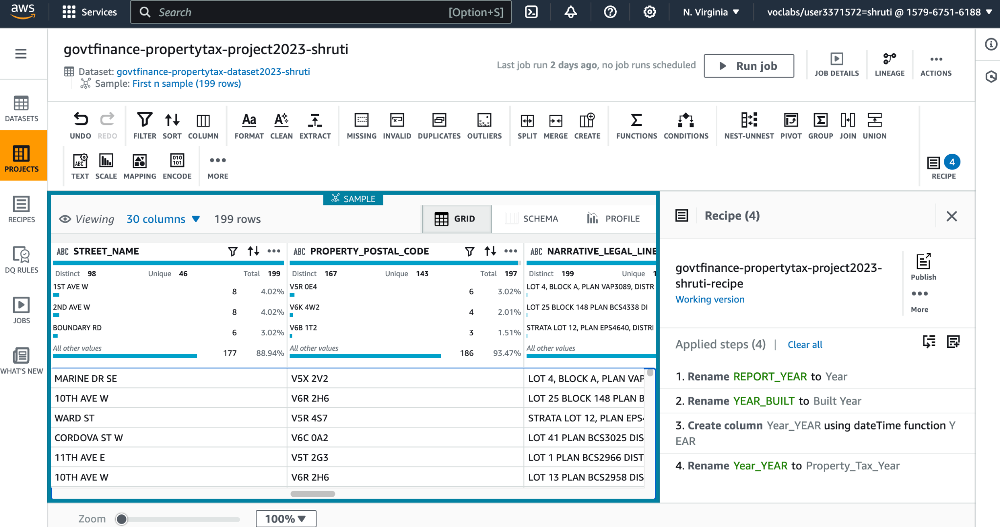 aws
Services
Search
[Option+S]
N. Virginia
voclabs/user3371572=shruti @ 1579-6751-6188
govtfinance-propertytax-project2023-shruti
Dataset: govtfinance-propertytax-dataset2023-shruti
Sample: First n sample (199 rows)
Last job run 2 days ago, no job runs scheduled
Run job
JOB DETAILS
LINEAGE
ACTIONS
DATASETS
PROJECTS
RECIPES
DQ RULES
JOBS
WHAT'S NEW
UNDO
REDO
FILTER
SORT
COLUMN
Aa
FORMAT
CLEAN
EXTRACT
MISSING
INVALID
DUPLICATES
OUTLIERS
SPLIT
MERGE
CREATE
FUNCTIONS
CONDITIONS
NEST-UNNEST
PIVOT
GROUP
JOIN
UNION
ABC
TEXT
SCALE
MAPPING
010
101
ENCODE
MORE
4
RECIPE
SAMPLE
Viewing 30 columns 199 rows
GRID
SCHEMA
PROFILE
ABC STREET_NAME
Distinct 98 Unique 46 Total 199
1ST AVE W 8 4.02%
2ND AVE W 8 4.02%
BOUNDARY RD 6 3.02%
All other values 177 88.94%
MARINE DR SE
10TH AVE W
WARD ST
CORDOVA ST W
11TH AVE E
10TH AVE W
ABC PROPERTY_POSTAL_CODE
Distinct 167 Unique 143 Total 197
V5R 0E4 6 3.02%
V6K 4W2 4 2.01%
V6B 1T2 3 1.51%
All other values 186 93.47%
V5X 2V2
V6R 2H6
V5R 4S7
V6C 0A2
V5T 2G3
V6R 2H6
ABC NARRATIVE_LEGAL_LINE
Distinct 199 Unique 1
LOT 4, BLOCK A, PLAN VAP3089, DISTR
LOT 25 BLOCK 148 PLAN BCS4338 DI
STRATA LOT 12, PLAN EPS4640, DISTRI
All other values
LOT 4, BLOCK A, PLAN VAP
LOT 25 BLOCK 148 PLAN B
STRATA LOT 12, PLAN EPS4
LOT 41 PLAN BCS3025 DIS
LOT 1 PLAN BCS2966 DIST
LOT 13 PLAN BCS2958 DIS
Zoom
100%
Recipe (4)
govtfinance-propertytax-project2023-
shruti-recipe
Working version
Publish
More
Applied steps (4) | Clear all
1. Rename REPORT_YEAR to Year
2. Rename YEAR_BUILT to Built Year
3. Create column Year_YEAR using dateTime function Y
EAR
4. Rename Year_YEAR to Property_Tax_Year